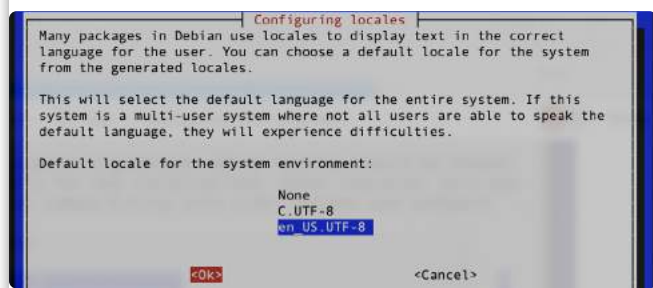 Configuring locales
Many packages in Debian use locales to display text in the correct
language for the user. You can choose a default locale for the system
from the generated locales.
This will select the default language for the entire system. If this
system is a multi-user system where not all users are able to speak the
default language, they will experience difficulties.
Default locale for the system environment:
None
C.UTF-8
en_US.UTF-8
<Ok> <Cancel>